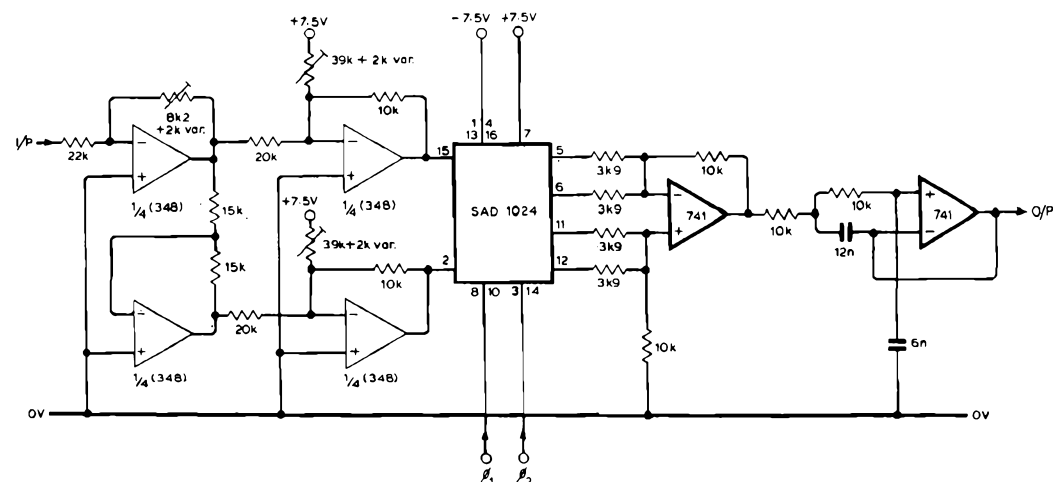 -7.5V
+7.5V
+7.5V
39k + 2k var.
8k2
+2k var.
10k
1 4
13 16
7
I/P
22k
20k
15
5
3k9
10k
6
3k9
10k
1/4 (348)
1/4 (348)
741
10k
741
O/P
SAD 1024
11
3k9
12n
15k
+7.5V
39k+2k var.
12
3k9
15k
10k
2
8 10
3 14
20k
10k
6n
1/4 (348)
1/4 (348)
0V
0V
ø1
ø2